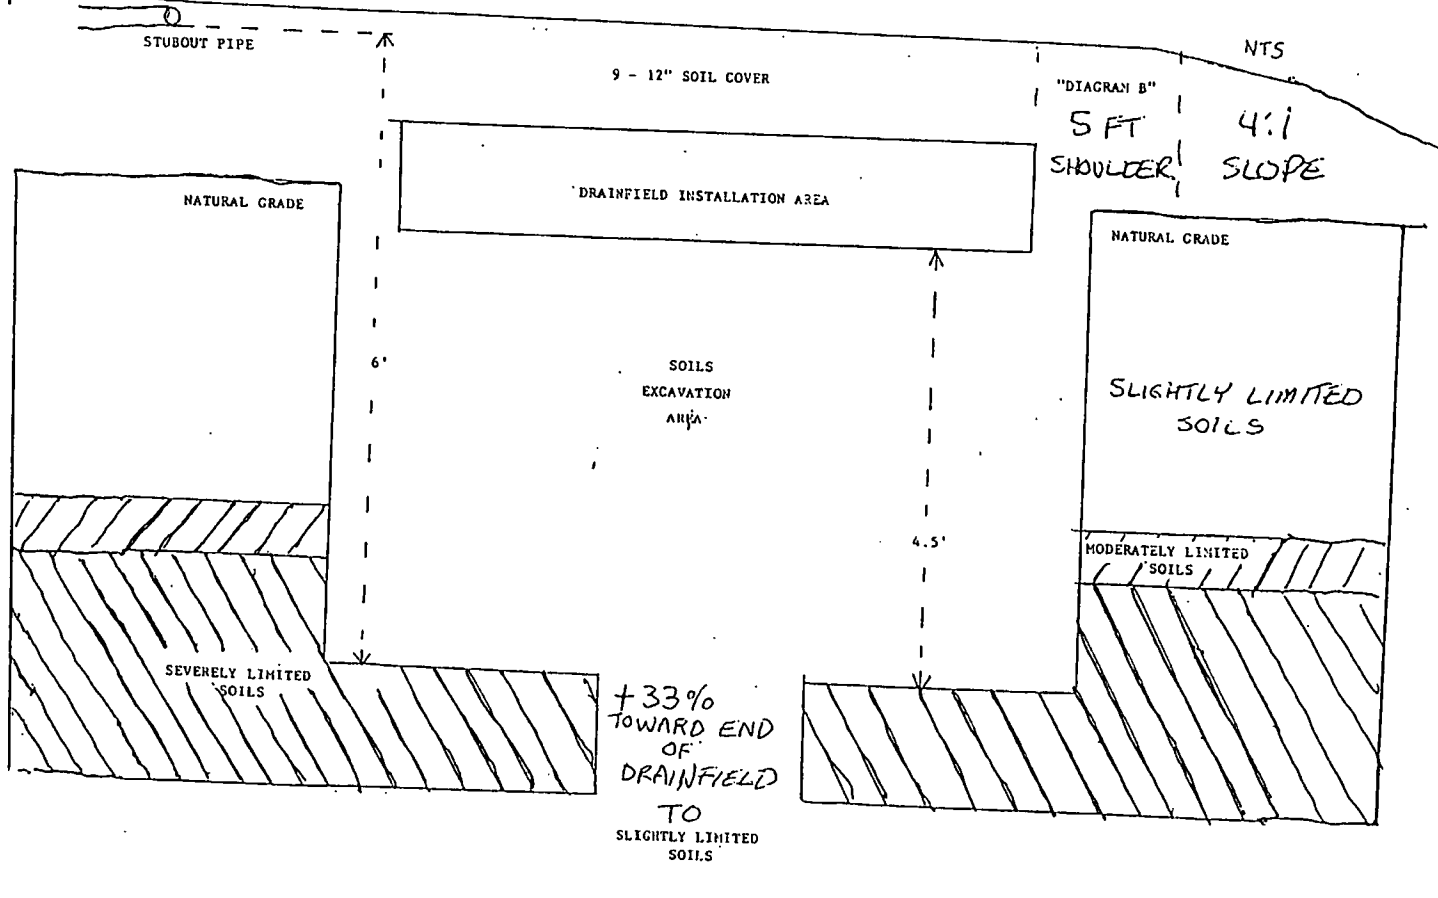 STUBOUT PIPE
NTS
9 - 12" SOIL COVER
"DIAGRAM B"
5 FT
SHOULDER
4:1
SLOPE
DRAINFIELD INSTALLATION AREA
NATURAL GRADE
NATURAL GRADE
6'
SOILS
EXCAVATION
AREA
SLIGHTLY LIMITED
SOILS
4.5'
MODERATELY LIMITED
SOILS
SEVERELY LIMITED
SOILS
+33%
TOWARD END
OF
DRAINFIELD
TO
SLIGHTLY LIMITED
SOILS